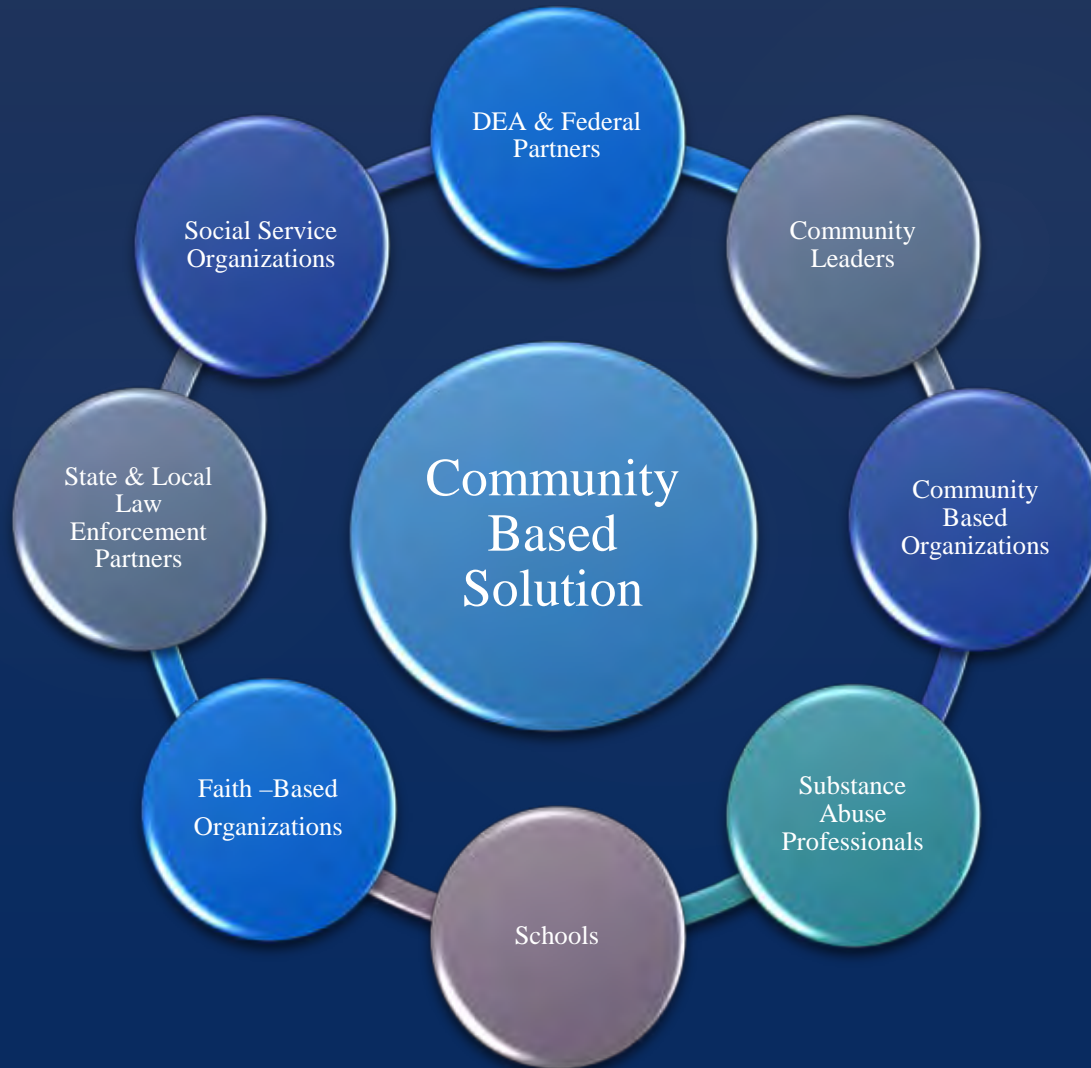 DEA & Federal
Partners
Social Service
Organizations
Community
Leaders
State & Local
Law
Enforcement
Partners
Community
Based
Solution
Community
Based
Organizations
Faith –Based
Organizations
Substance
Abuse
Professionals
Schools